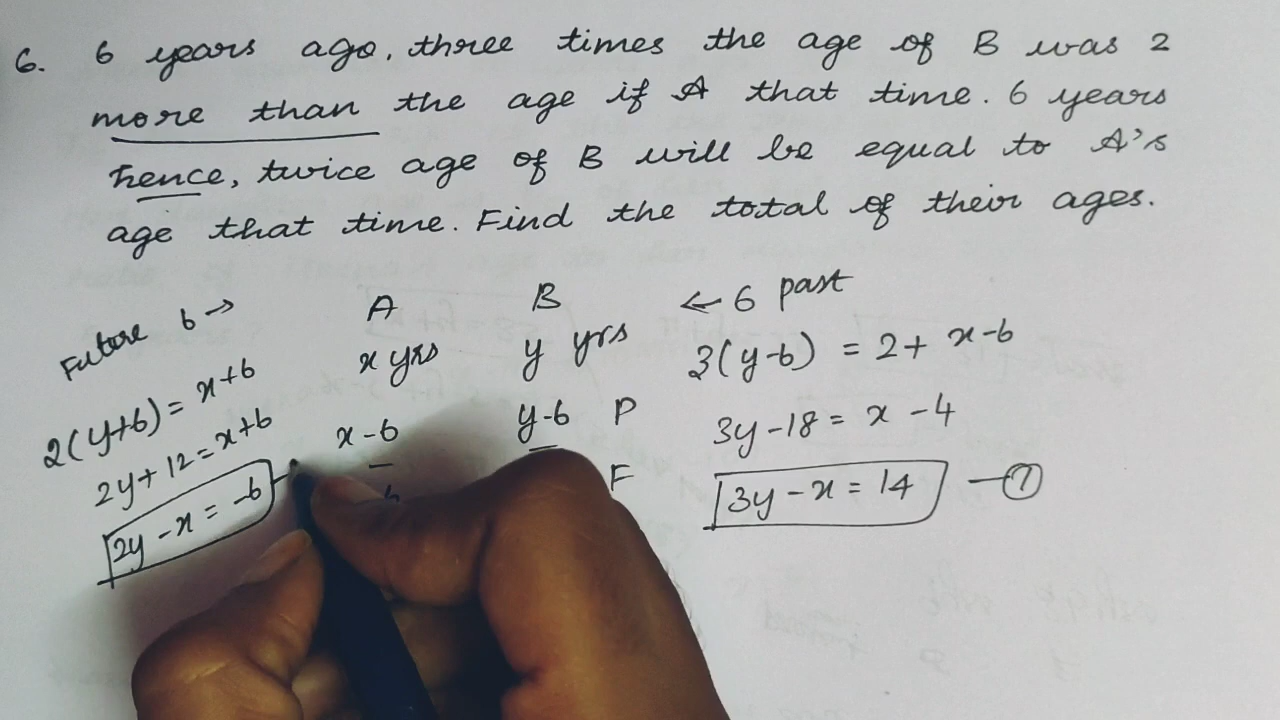 6. 6 years ago, three times the age of B was 2
more than the age if A that time. 6 years
hence, twice age of B will be equal to A's
age that time. Find the total of their ages.
Future 6 → A B ← 6 past
x yrs y yrs
2(y+6) = x+6
3(y-6) = 2+ x-6
x-6 y-6 P
2y+12 = x+6
3y-18 = x -4
F
2y -x = -6
3y - x = 14 —①